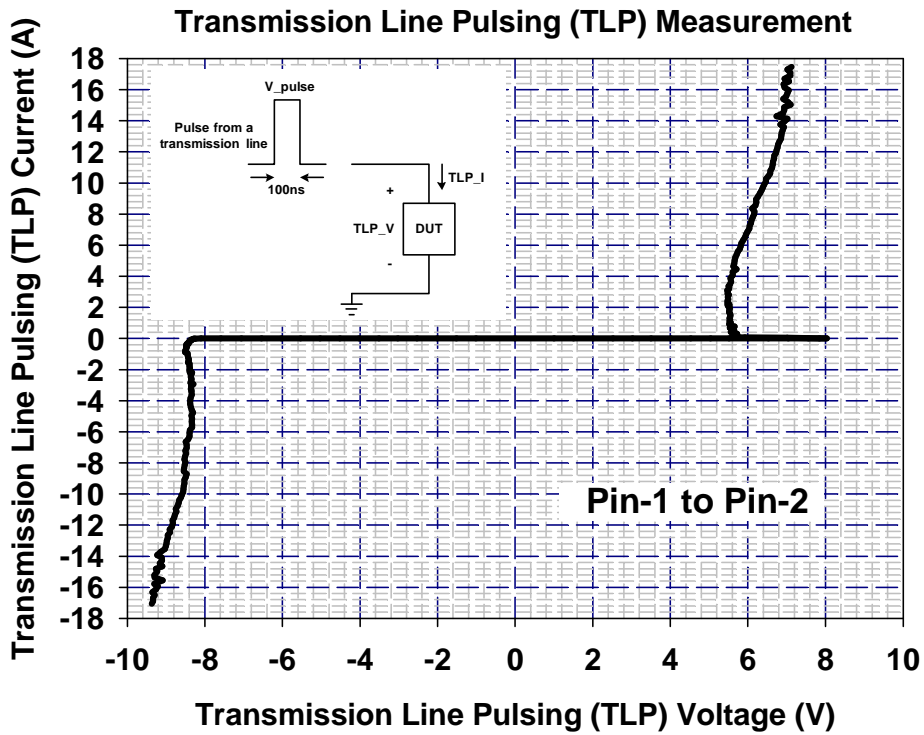 Transmission Line Pulsing (TLP) Measurement
Transmission Line Pulsing (TLP) Current (A)
18
16
14
12
10
8
6
4
2
0
-2
-4
-6
-8
-10
-12
-14
-16
-18
V_pulse
Pulse from a
transmission line
100ns
TLP_I
+
TLP_V
DUT
-
Pin-1 to Pin-2
-10 -8 -6 -4 -2 0 2 4 6 8 10
Transmission Line Pulsing (TLP) Voltage (V)